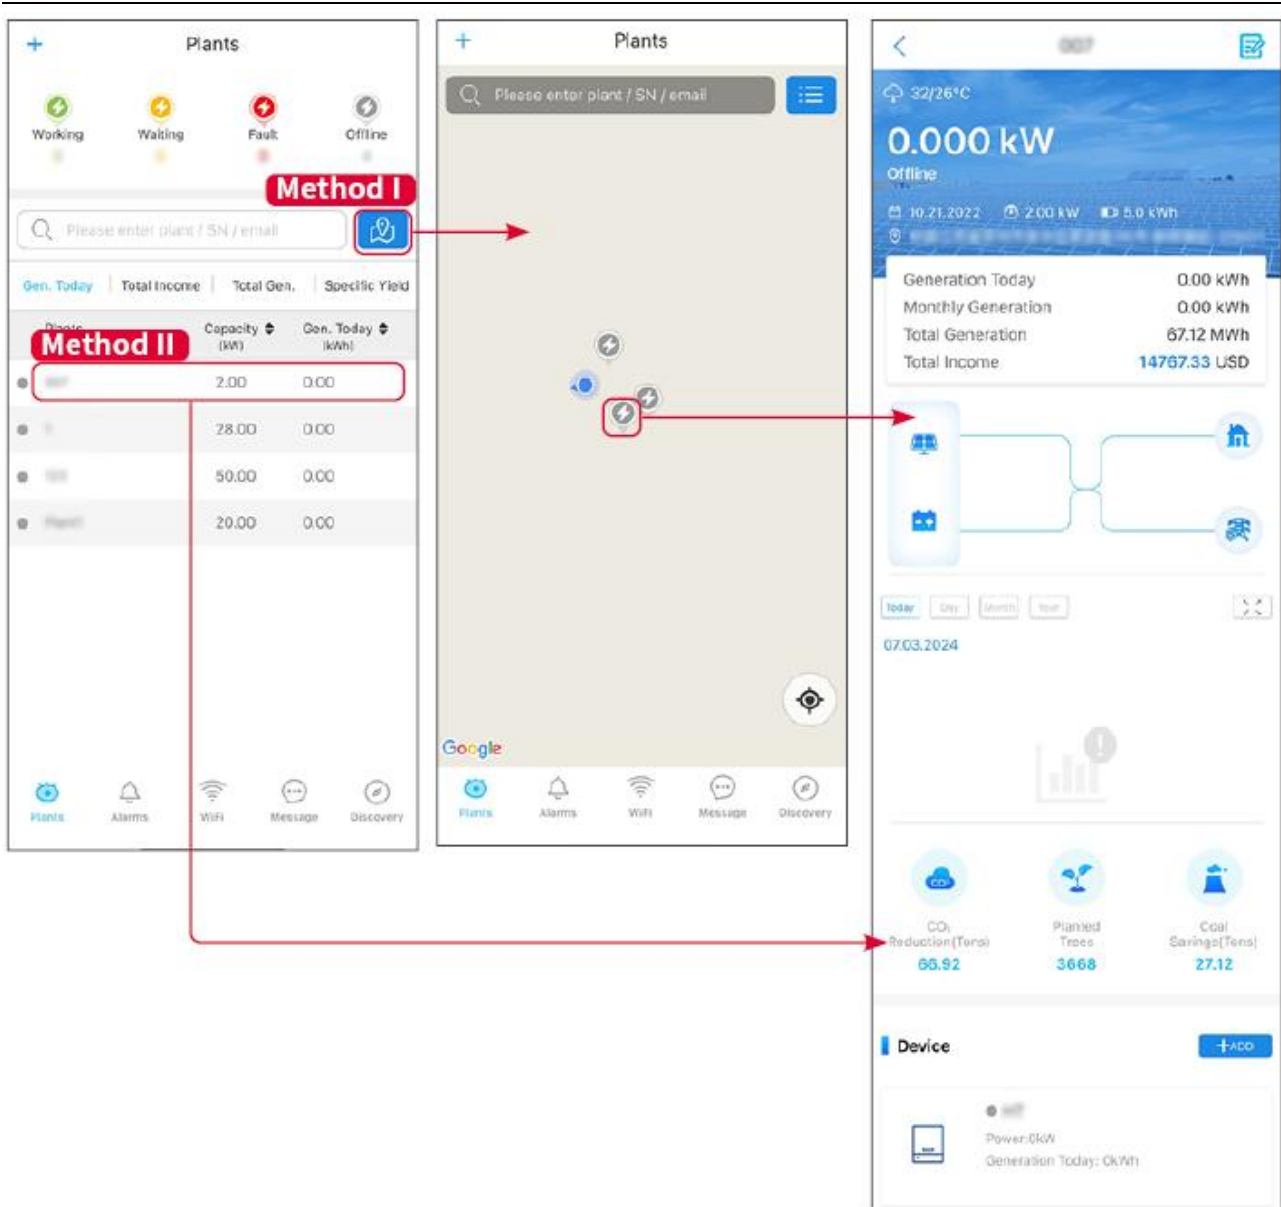 Plants
Working
Waiting
Fault
Offline
Method I
Please enter plant / SN / email
Gen. Today
Total Income
Total Gen.
Specific Yield
Plants
Capacity
(kW)
Gen. Today
(kWh)
Method II
2.00
0.00
28.00
0.00
50.00
0.00
20.00
0.00
Plants
Alarms
WiFi
Message
Discovery
Plants
Please enter plant / SN / email
Google
Plants
Alarms
WiFi
Message
Discovery
007
32/26°C
0.000 kW
Offline
10.21.2022
2.00 kW
5.0 kWh
Generation Today
0.00 kWh
Monthly Generation
0.00 kWh
Total Generation
67.12 MWh
Total Income
14767.33 USD
Today
Day
Month
Year
07.03.2024
CO₂
Reduction(Tons)
66.92
Planted
Trees
3668
Coal
Savings(Tons)
27.12
Device
+ADD
Power:0kW
Generation Today: 0kWh